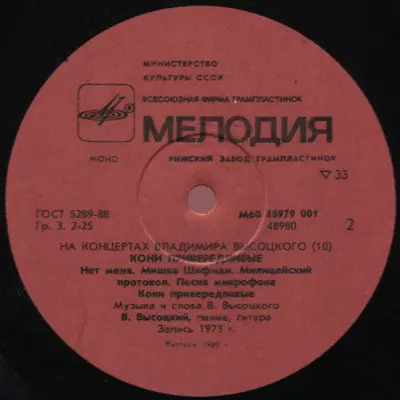 МИНИСТЕРСТВО
КУЛЬТУРЫ СССР
ВСЕСОЮЗНАЯ ФИРМА ГРАМПЛАСТИНОК
МЕЛОДИЯ
МОНО
РИЖСКИЙ ЗАВОД ГРАМПЛАСТИНОК
▽ 33
ГОСТ 5289-88
М60 48979 001
Гр. 3. 2-25
48980
2
НА КОНЦЕРТАХ ВЛАДИМИРА ВЫСОЦКОГО (10)
КОНИ ПРИВЕРЕДЛИВЫЕ
Нет меня. Мишка Шифман. Милицейский
протокол. Песня микрофона
Кони привередливые
Музыка и слова В. Высоцкого
В. Высоцкий, пение, гитара
Запись 1973 г.
Выпуск г.